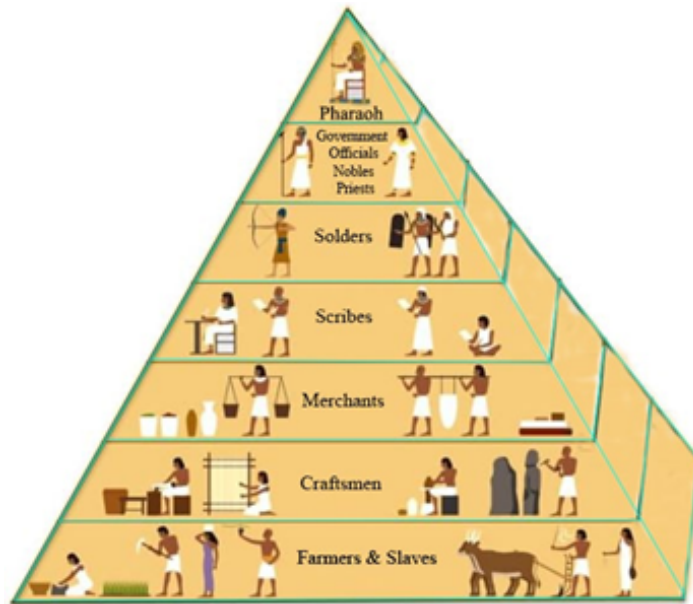 Pharaoh
Government
Officials
Nobles
Priests
Solders
Scribes
Merchants
Craftsmen
Farmers & Slaves